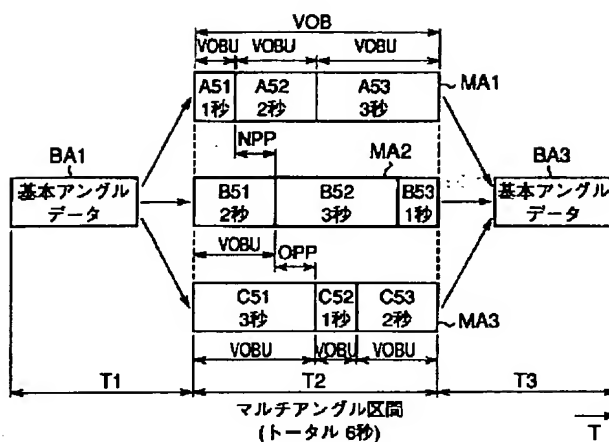 VOB
VOBU VOBU VOBU
A51 A52 A53 MA1
1秒 2秒 3秒
NPP
BA1 MA2 BA3
基本アングル
データ
B51 B52 B53
2秒 3秒 1秒
基本アングル
データ
VOBU OPP
C51 C52 C53
3秒 1秒 2秒 MA3
VOBU VOBU VOBU
T1 T2 T3
マルチアングル区間
(トータル 6秒)
T